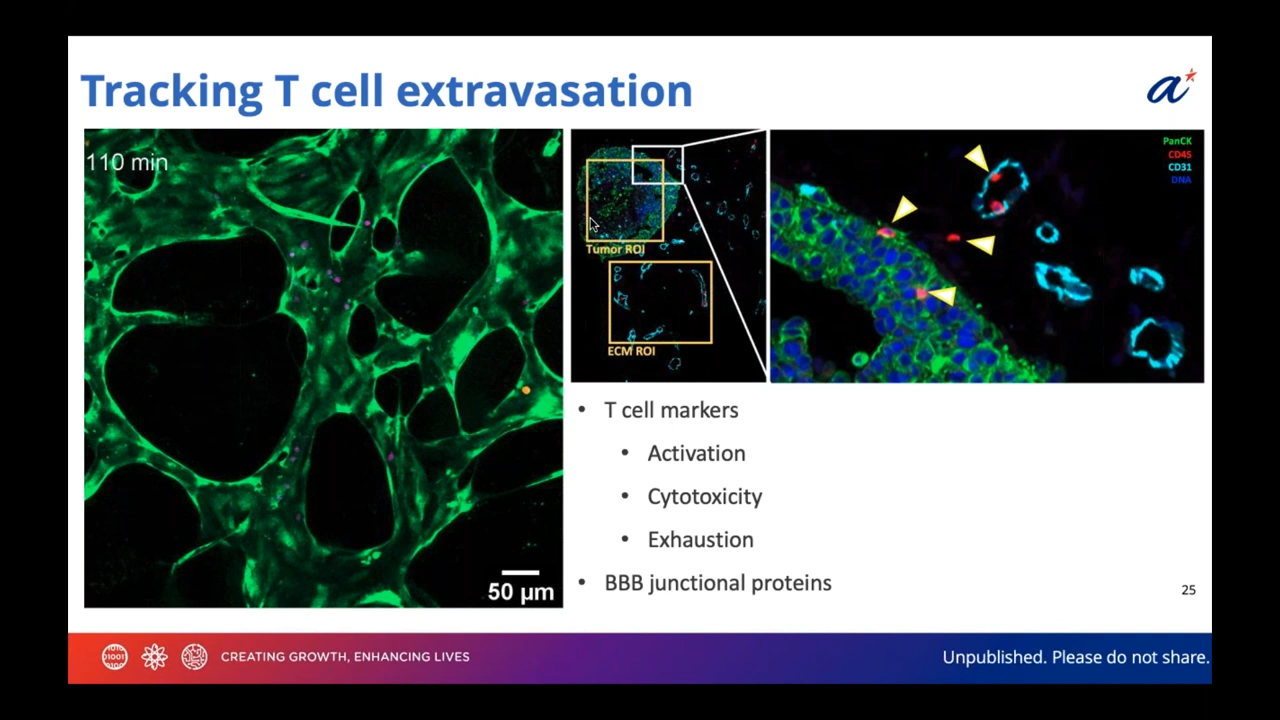 Tracking T cell extravasation
a*
110 min
50 µm
Tumor ROI
ECM ROI
PanCK
CD45
CD31
DNA
• T cell markers
• Activation
• Cytotoxicity
• Exhaustion
• BBB junctional proteins
25
CREATING GROWTH, ENHANCING LIVES
Unpublished. Please do not share.